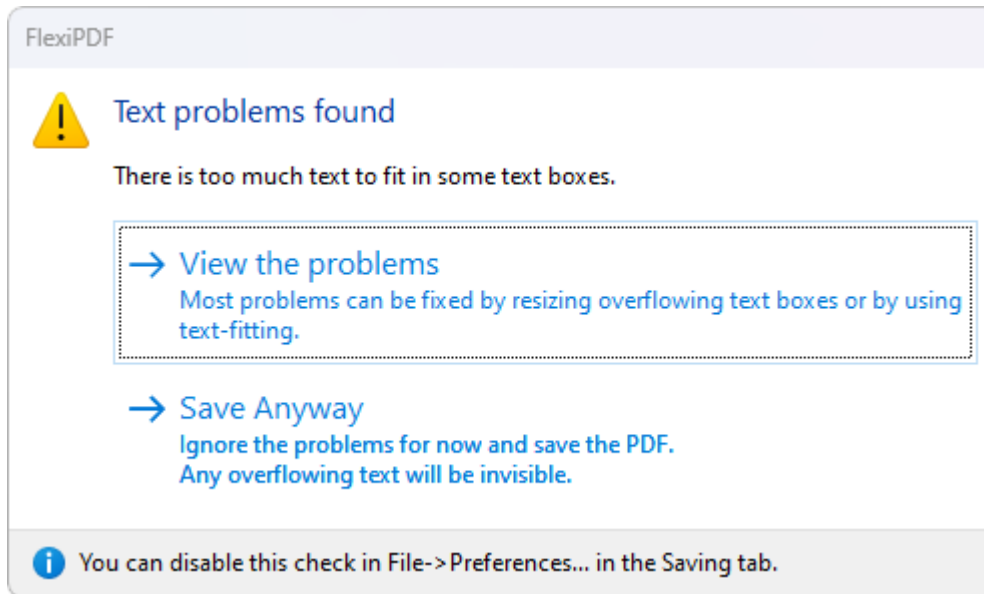 FlexiPDF
Text problems found
There is too much text to fit in some text boxes.
View the problems
Most problems can be fixed by resizing overflowing text boxes or by using
text-fitting.
Save Anyway
Ignore the problems for now and save the PDF.
Any overflowing text will be invisible.
You can disable this check in File->Preferences... in the Saving tab.